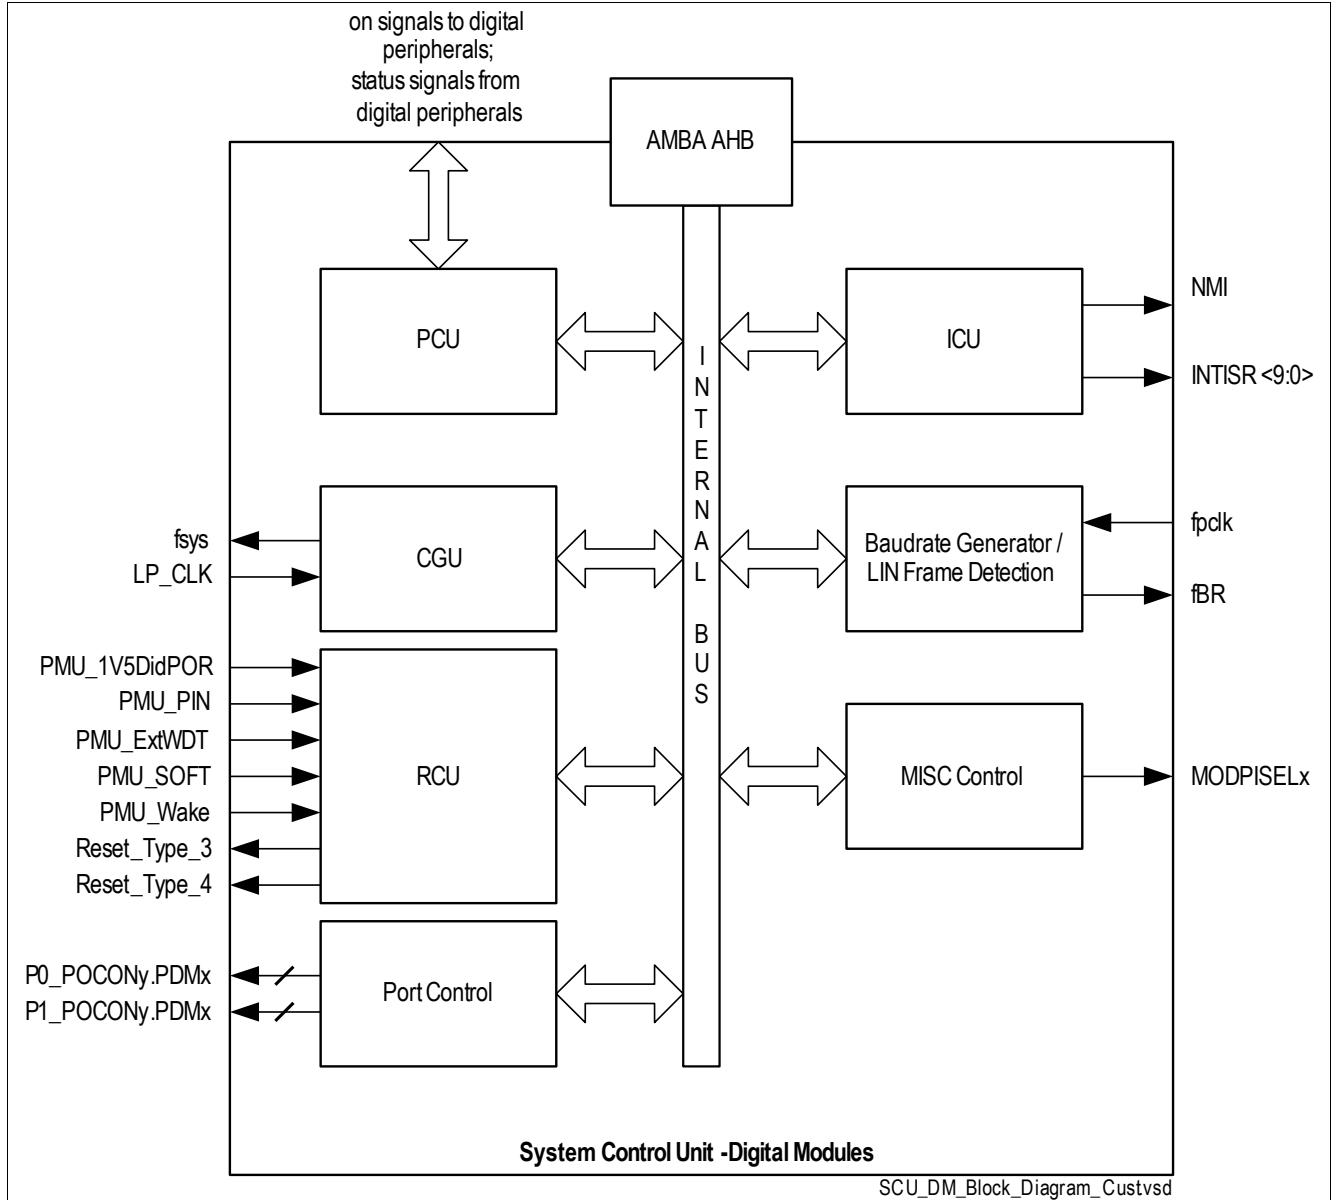 on signals to digital
peripherals;
status signals from
digital peripherals
AMBA AHB
PCU
ICU
NMI
INTISR <9:0>
INTERNAL BUS
fsys
LP_CLK
CGU
Baudrate Generator /
LIN Frame Detection
fpclk
fBR
PMU_1V5DidPOR
PMU_PIN
PMU_ExtWDT
PMU_SOFT
PMU_Wake
Reset_Type_3
Reset_Type_4
RCU
MISC Control
MODPISELx
P0_POCONy.PDMx
P1_POCONy.PDMx
Port Control
System Control Unit -Digital Modules
SCU_DM_Block_Diagram_Custvsd